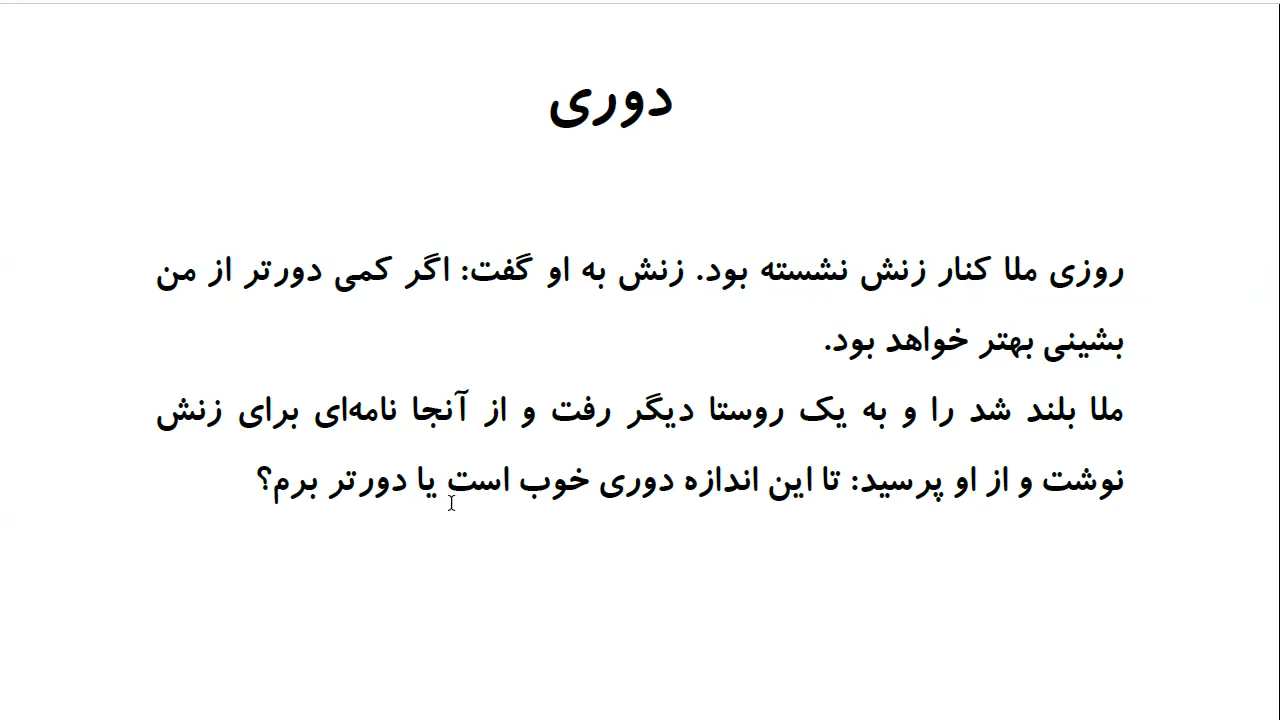 دوری
روزی ملا کنار زنش نشسته بود. زنش به او گفت: اگر کمی دورتر از من
بشینی بهتر خواهد بود.
ملا بلند شد را و به یک روستا دیگر رفت و از آنجا نامه‌ای برای زنش
نوشت و از او پرسید: تا این اندازه دوری خوب است یا دورتر برم؟